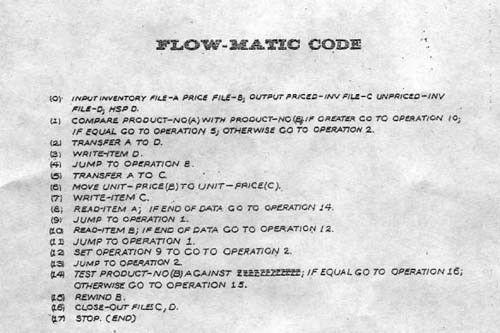 FLOW-MATIC CODE
(0) INPUT INVENTORY FILE-A PRICE FILE-B; OUTPUT PRICED-INV FILE-C UNPRICED-INV
FILE-D, HSP D.
(1) COMPARE PRODUCT-NO(A) WITH PRODUCT-NO(B); IF GREATER GO TO OPERATION 10;
IF EQUAL GO TO OPERATION 5; OTHERWISE GO TO OPERATION 2.
(2) TRANSFER A TO D.
(3) WRITE-ITEM D.
(4) JUMP TO OPERATION 8.
(5) TRANSFER A TO C.
(6) MOVE UNIT-PRICE(B) TO UNIT-PRICE(C).
(7) WRITE-ITEM C.
(8) READ-ITEM A; IF END OF DATA GO TO OPERATION 14.
(9) JUMP TO OPERATION 1.
(10) READ-ITEM B; IF END OF DATA GO TO OPERATION 12.
(11) JUMP TO OPERATION 1.
(12) SET OPERATION 9 TO GO TO OPERATION 2.
(13) JUMP TO OPERATION 2.
(14) TEST PRODUCT-NO(B) AGAINST ZZZZZZZZZZZZ; IF EQUAL GO TO OPERATION 16;
OTHERWISE GO TO OPERATION 15.
(15) REWIND B.
(16) CLOSE-OUT FILES C, D.
(17) STOP. (END)